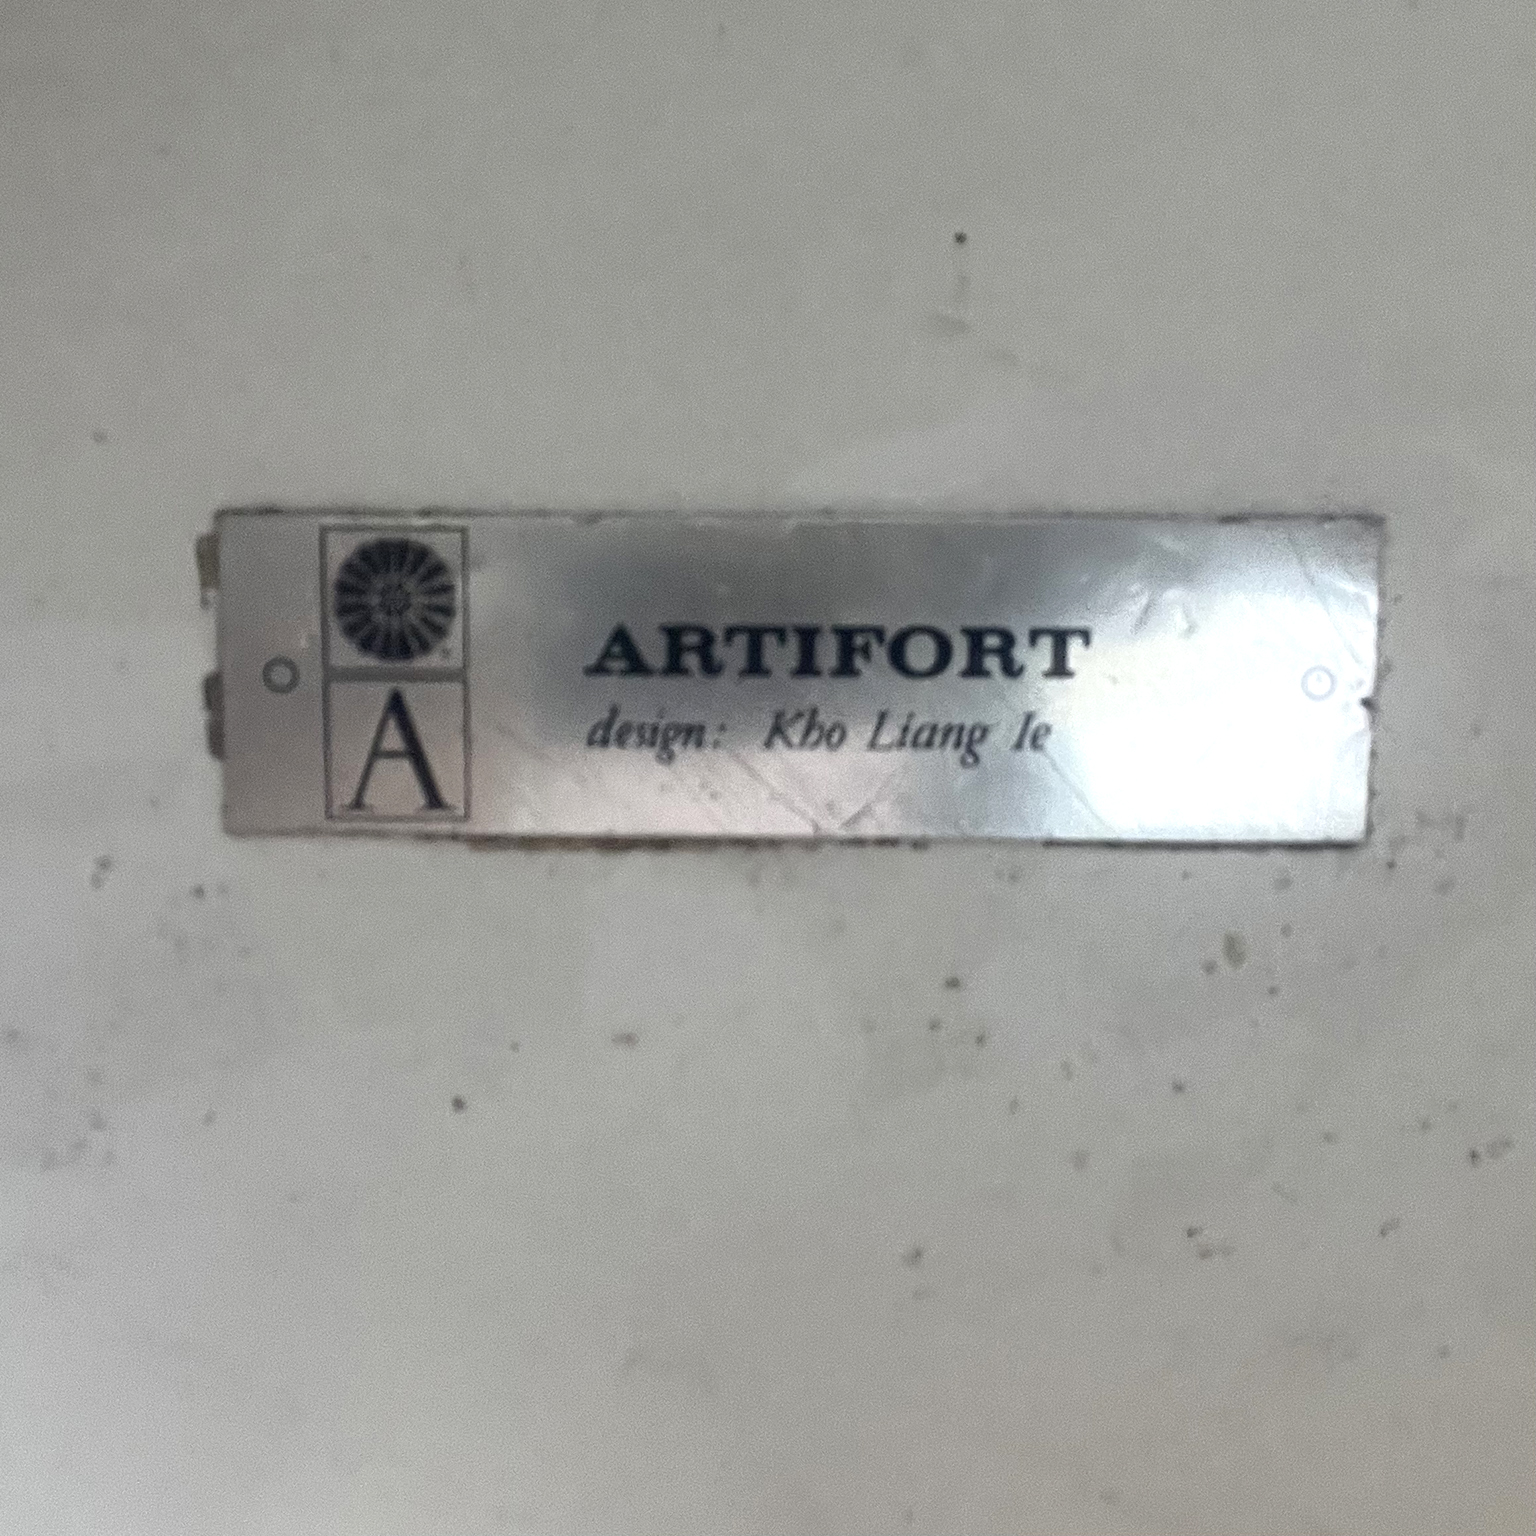 A
ARTIFORT
design: Kho Liang Ie